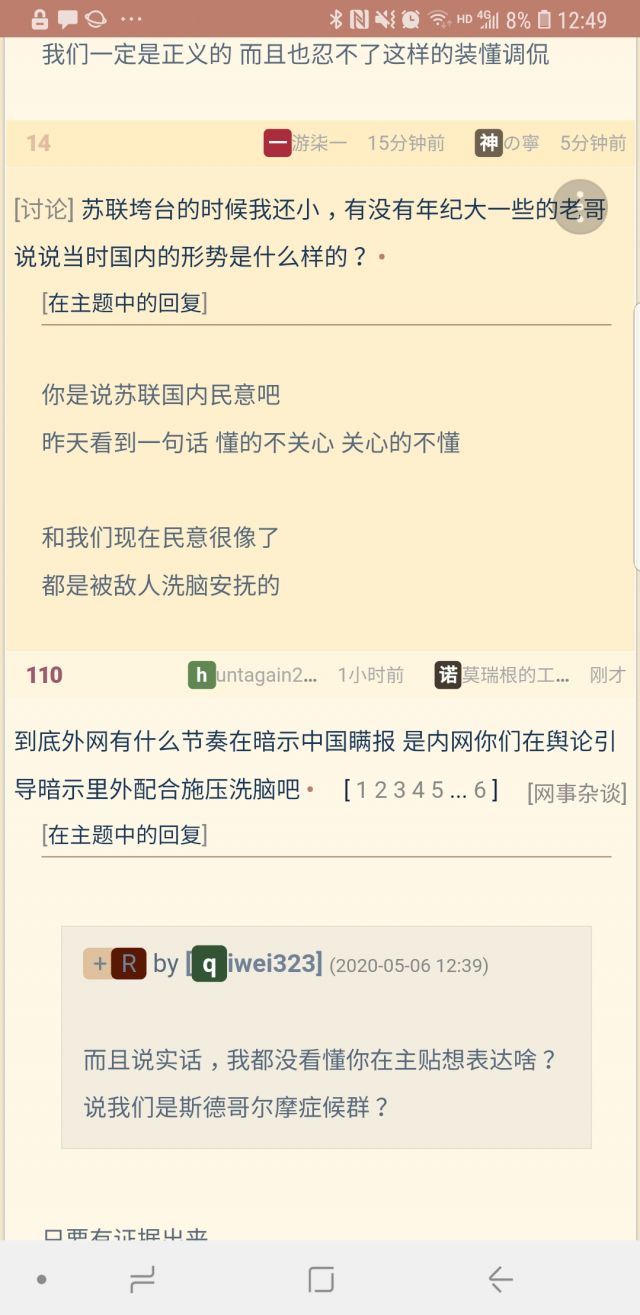 HD 4G 8% 12:49
我们一定是正义的 而且也忍不了这样的装懂调侃
14 一游柒一 15分钟前 神の寧 5分钟前
[讨论] 苏联垮台的时候我还小，有没有年纪大一些的老哥
说说当时国内的形势是什么样的？
[在主题中的回复]
你是说苏联国内民意吧
昨天看到一句话 懂的不关心 关心的不懂
和我们现在民意很像了
都是被敌人洗脑安抚的
110 huntagain2... 1小时前 诺莫瑞根的工... 刚才
到底外网有什么节奏在暗示中国瞒报 是内网你们在舆论引
导暗示里外配合施压洗脑吧 [1 2 3 4 5 ... 6] [网事杂谈]
[在主题中的回复]
+ R by [qiwei323] (2020-05-06 12:39)
而且说实话，我都没看懂你在主贴想表达啥？
说我们是斯德哥尔摩症候群？
只要有证据出来